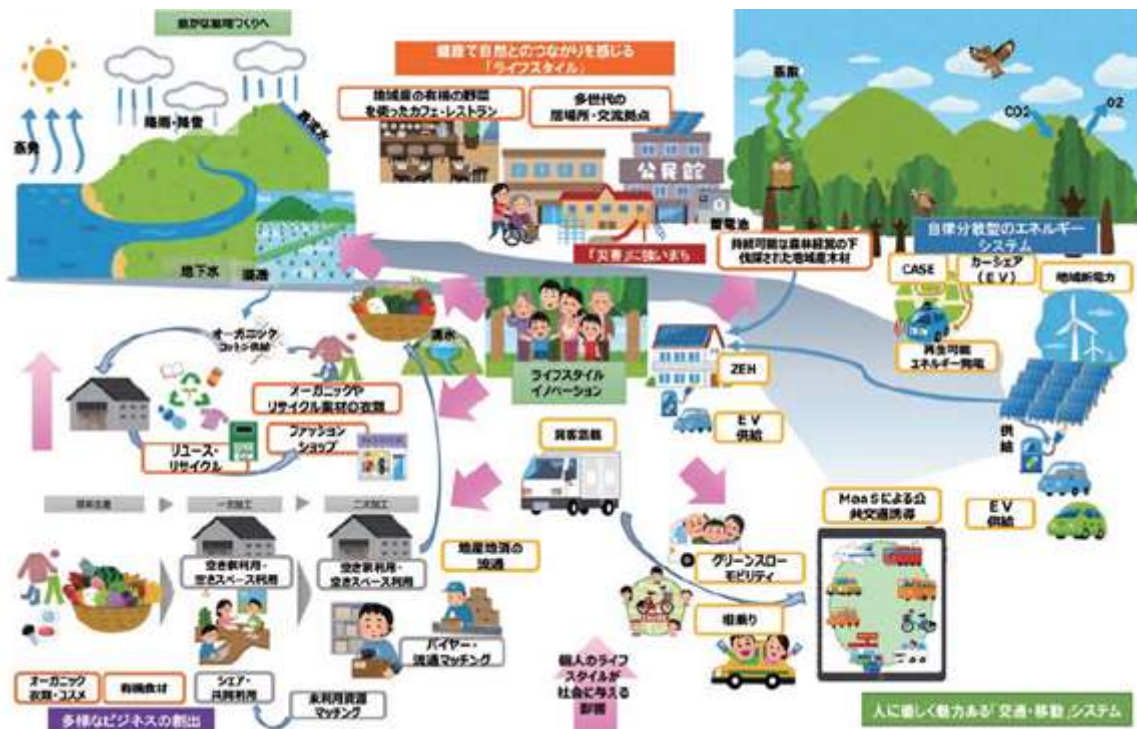 健康で自然とのつながりを感じる
「ライフスタイル」
地域産の有機の野菜
を使ったカフェ・レストラン
多世代の
居場所・交流拠点
公民館
蒸散
CO2
O2
蒸発
降雨・降雪
表流水
蓄電池
自律分散型のエネルギー
システム
「災害」に強いまち
持続可能な森林経営の下
伐採された地域産木材
CASE
カーシェア
(EV)
地域新電力
地下水
浸透
湧水
再生可能
エネルギー発電
オーガニック
コットン供給
ライフスタイル
イノベーション
ZEH
オーガニックや
リサイクル素材の衣類
EV
供給
供給
リユース・
リサイクル
ファッション
ショップ
貨客混載
MaaSによる公
共交通誘導
EV
供給
一次加工
二次加工
空き家利用・
空きスペース利用
空き家利用・
空きスペース利用
地産地消の
流通
グリーンスロー
モビリティ
相乗り
バイヤー・
流通マッチング
オーガニック
衣類・コスメ
有機食材
シェア・
共同利用
未利用資源
マッチング
個人のライフ
スタイルが
社会に与える
影響
多様なビジネスの創出
人に優しく魅力ある「交通・移動」システム